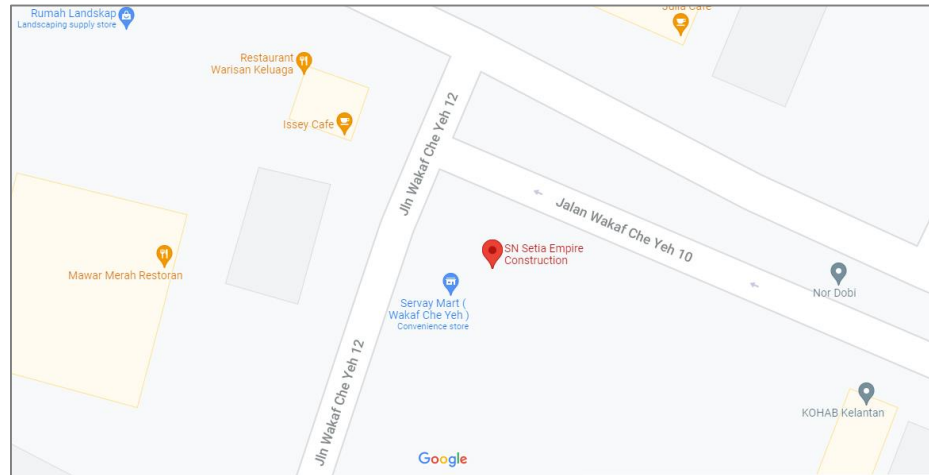 Rumah Landskap
Landscaping supply store
Julia Cafe
Restaurant
Warisan Keluaga
Issey Cafe
Jln Wakaf Che Yeh 12
Jalan Wakaf Che Yeh 10
SN Setia Empire
Construction
Mawar Merah Restoran
Servay Mart (
Wakaf Che Yeh )
Convenience store
Nor Dobi
Jln Wakaf Che Yeh 12
KOHAB Kelantan
Google